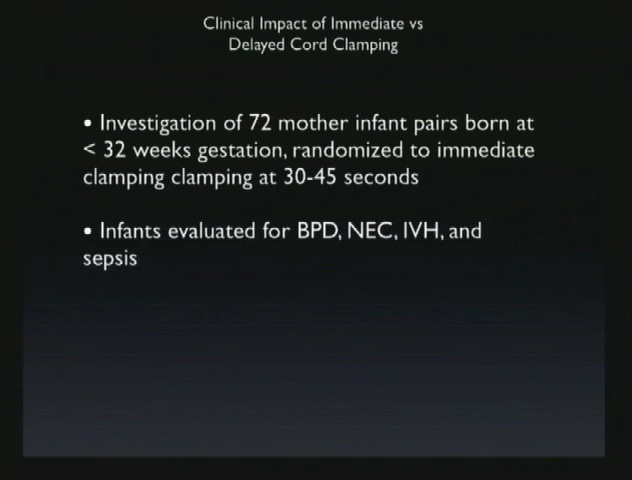 Clinical Impact of Immediate vs
Delayed Cord Clamping
• Investigation of 72 mother infant pairs born at
< 32 weeks gestation, randomized to immediate
clamping clamping at 30-45 seconds
• Infants evaluated for BPD, NEC, IVH, and
sepsis